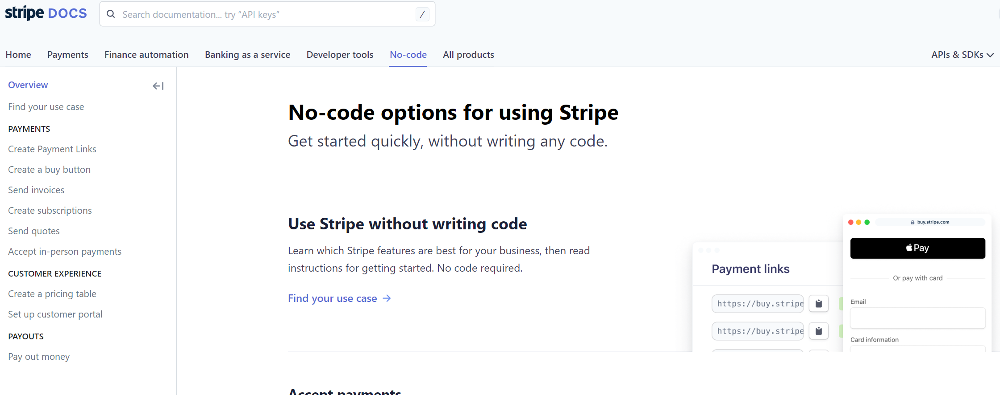 stripe DOCS
Search documentation... try “API keys”
/
Home
Payments
Finance automation
Banking as a service
Developer tools
No-code
All products
APIs & SDKs
Overview
Find your use case
PAYMENTS
Create Payment Links
Create a buy button
Send invoices
Create subscriptions
Send quotes
Accept in-person payments
CUSTOMER EXPERIENCE
Create a pricing table
Set up customer portal
PAYOUTS
Pay out money
No-code options for using Stripe
Get started quickly, without writing any code.
Use Stripe without writing code
Learn which Stripe features are best for your business, then read
instructions for getting started. No code required.
Find your use case
Payment links
https://buy.stripe
https://buy.stripe
buy.stripe.com
Pay
Or pay with card
Email
Card information
Accept payments